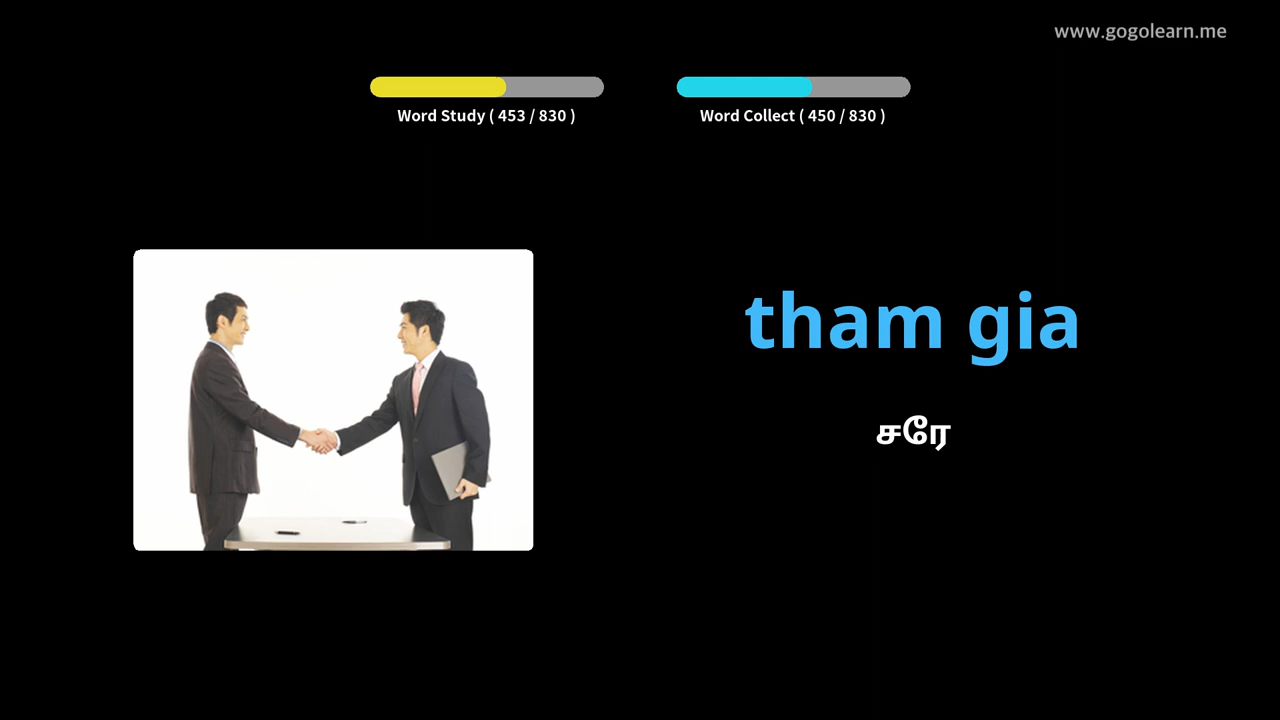 www.gogolearn.me
Word Study ( 453 / 830 )
Word Collect ( 450 / 830 )
tham gia
சரே